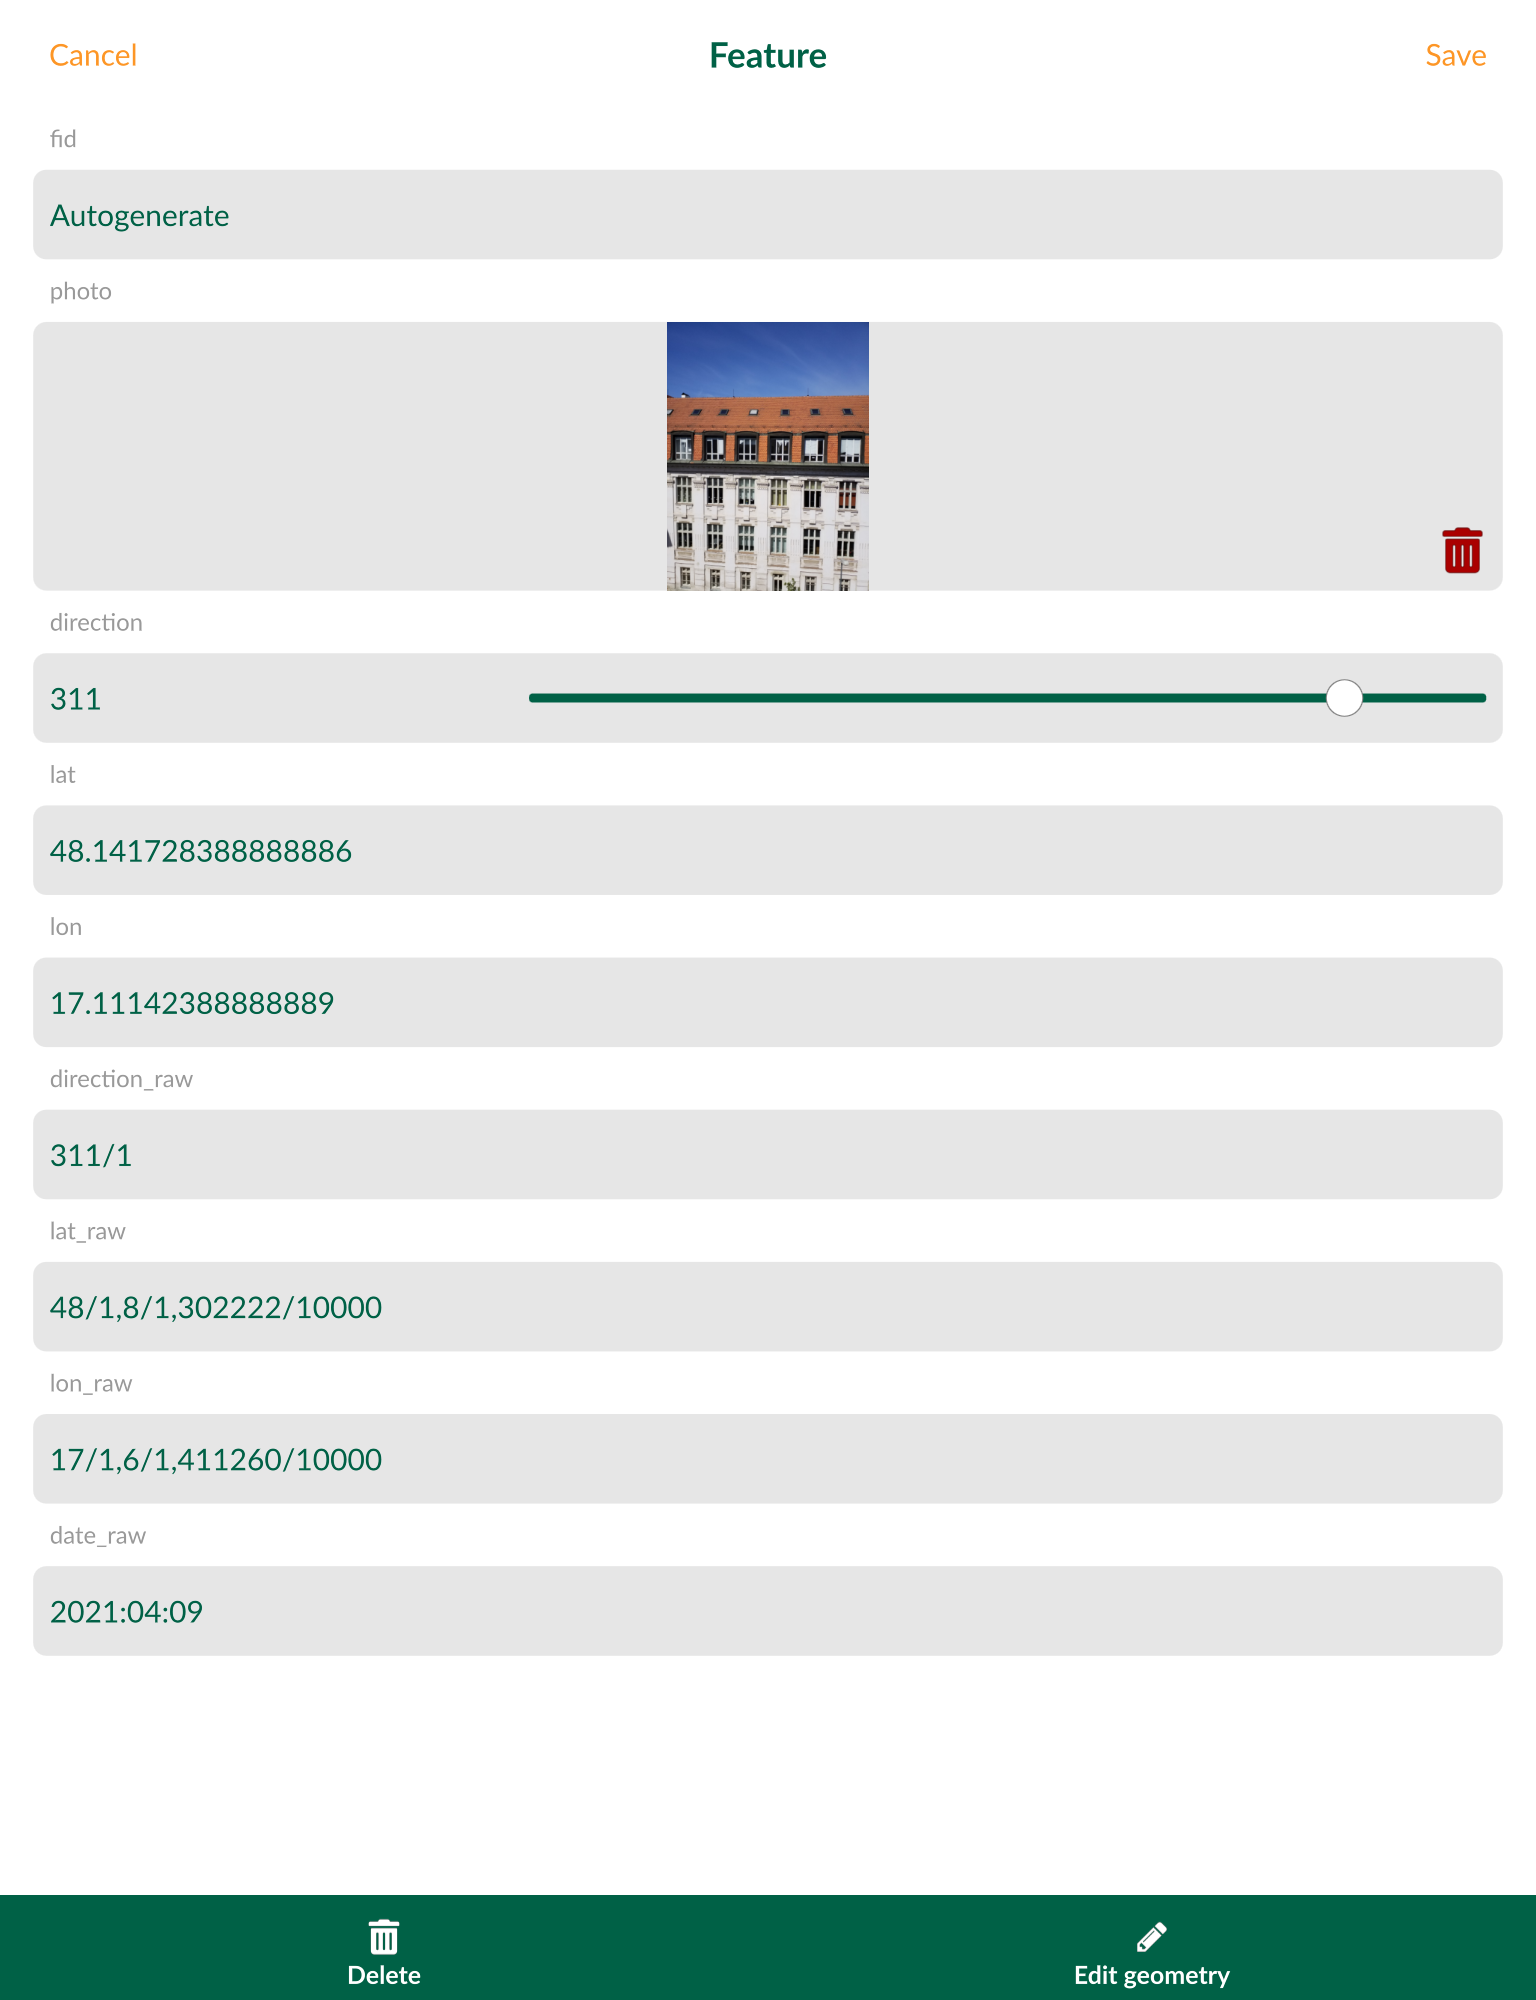 Cancel Feature Save
fid
Autogenerate
photo
direction
311
lat
48.141728388888886
lon
17.11142388888889
direction_raw
311/1
lat_raw
48/1,8/1,302222/10000
lon_raw
17/1,6/1,411260/10000
date_raw
2021:04:09
Delete Edit geometry